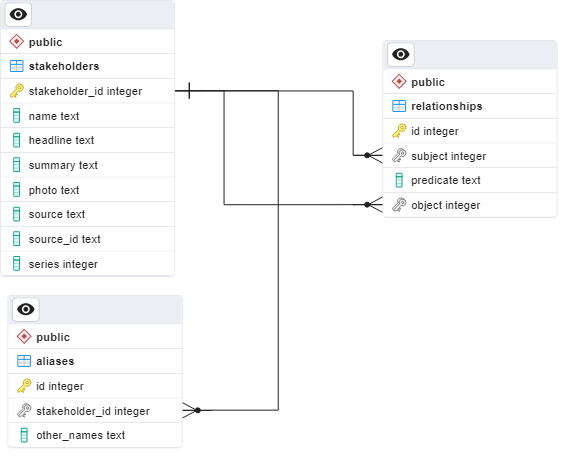 public
stakeholders
stakeholder_id integer
name text
headline text
summary text
photo text
source text
source_id text
series integer
public
relationships
id integer
subject integer
predicate text
object integer
public
aliases
id integer
stakeholder_id integer
other_names text